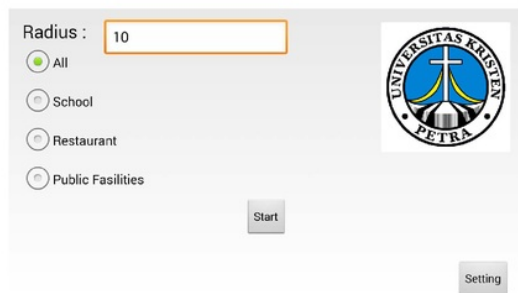 Radius :
10
All
School
Restaurant
Public Fasilities
Start
Setting
UNIVERSITAS KRISTEN
PETRA